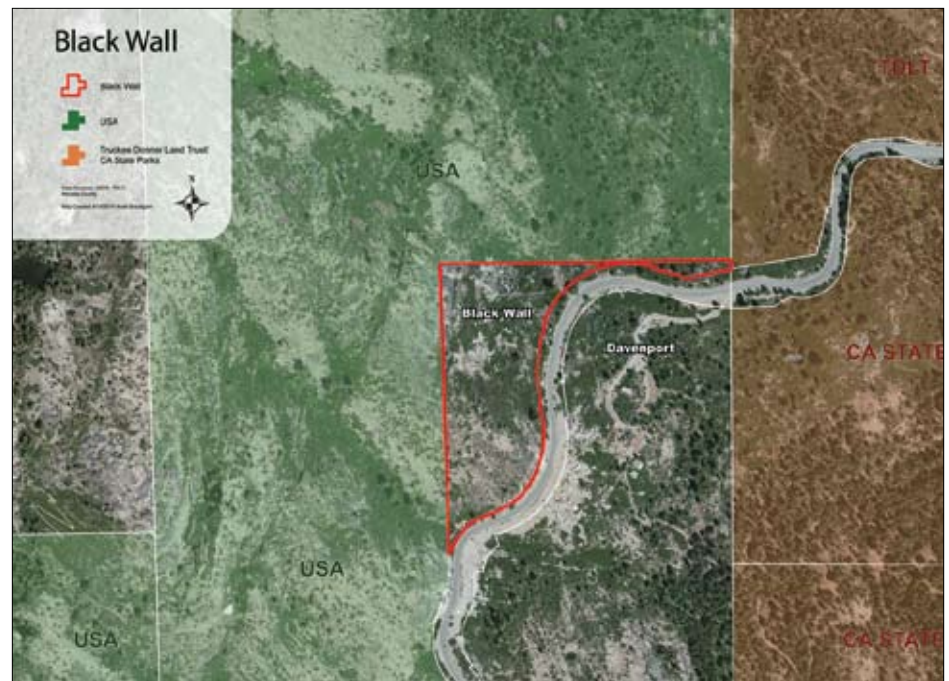 Black Wall
Black Wall
USA
Truckee Donner Land Trust
CA State Parks
N
TDLT
USA
Black Wall
Davenport
CA STATE
USA
USA
CA STATE